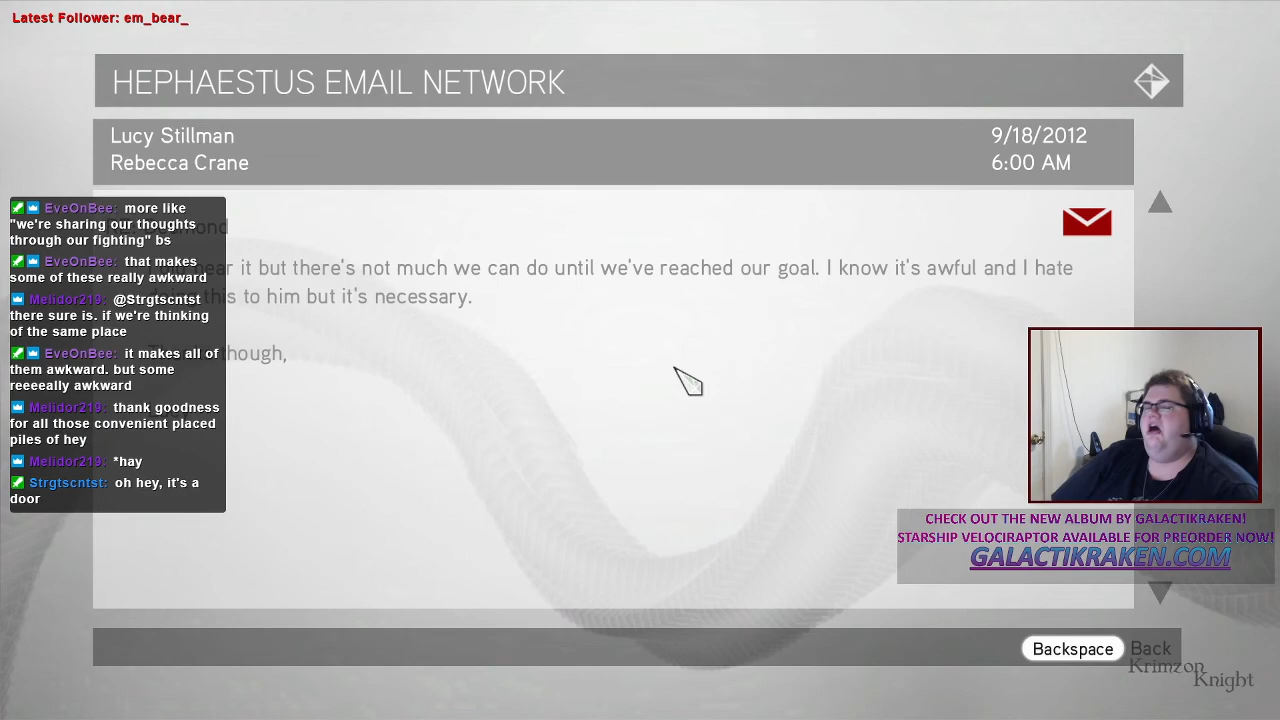 Latest Follower: em_bear_
HEPHAESTUS EMAIL NETWORK
Lucy Stillman
9/18/2012
Rebecca Crane
6:00 AM
EveOnBee: more like
"we're sharing our thoughts
through our fighting" bs
EveOnBee: that makes
some of these really awkward
Melidor219: @Strgtscntst
there sure is. if we're thinking
of the same place
EveOnBee: it makes all of
them awkward. but some
reeeeally awkward
Melidor219: thank goodness
for all those convenient placed
piles of hey
Melidor219: *hay
Strgtscntst: oh hey, it's a
door
hear it but there's not much we can do until we've reached our goal. I know it's awful and I hate
this to him but it's necessary.
though,
CHECK OUT THE NEW ALBUM BY GALACTIKRAKEN!
STARSHIP VELOCIRAPTOR AVAILABLE FOR PREORDER NOW!
GALACTIKRAKEN.COM
Backspace Back
Krimzon
Knight